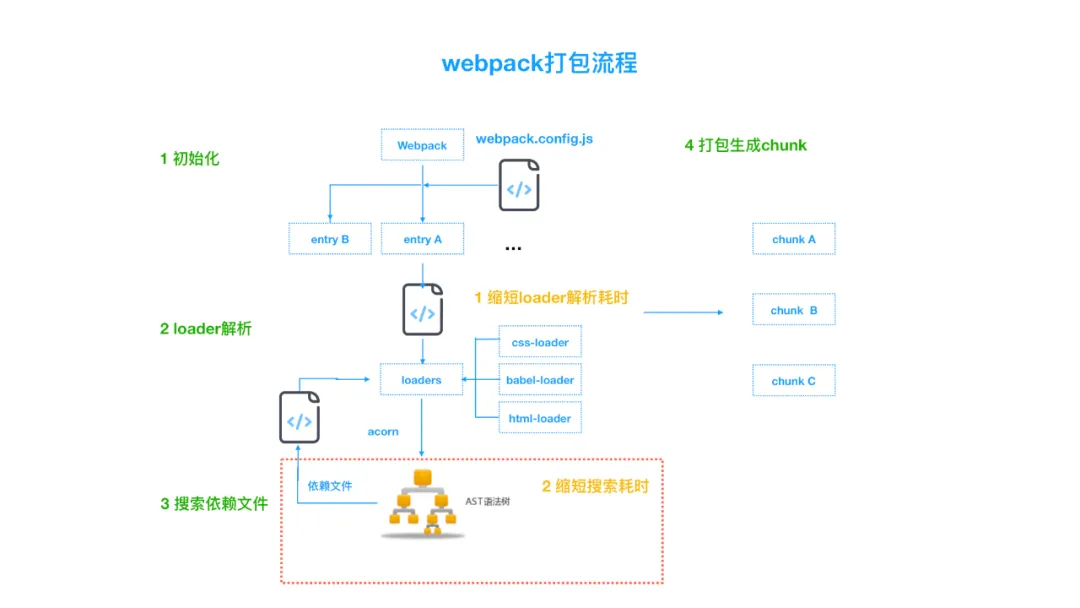 webpack打包流程
1 初始化
Webpack
webpack.config.js
</>
4 打包生成chunk
entry B
entry A
...
chunk A
</>
1 缩短loader解析耗时
chunk B
2 loader解析
css-loader
loaders
babel-loader
html-loader
chunk C
</>
acorn
依赖文件
AST语法树
2 缩短搜索耗时
3 搜索依赖文件